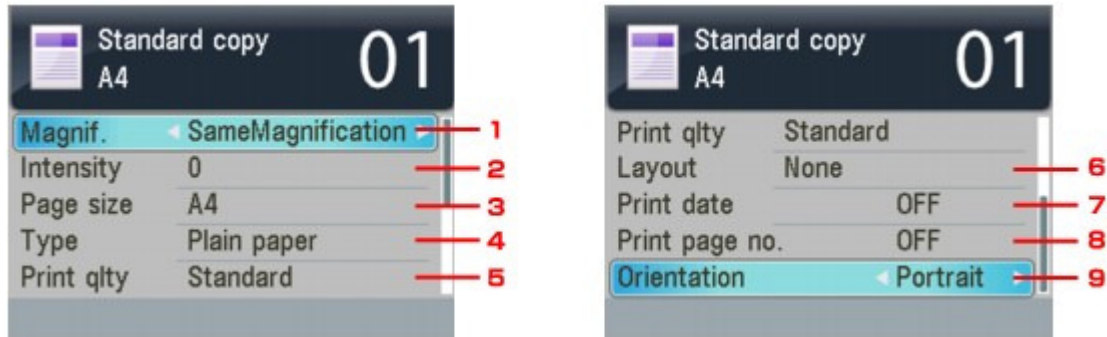 Standard copy
A4
01
Magnif. SameMagnification 1
Intensity 0 2
Page size A4 3
Type Plain paper 4
Print qlty Standard 5
Standard copy
A4
01
Print qlty Standard
Layout None 6
Print date OFF 7
Print page no. OFF 8
Orientation Portrait 9